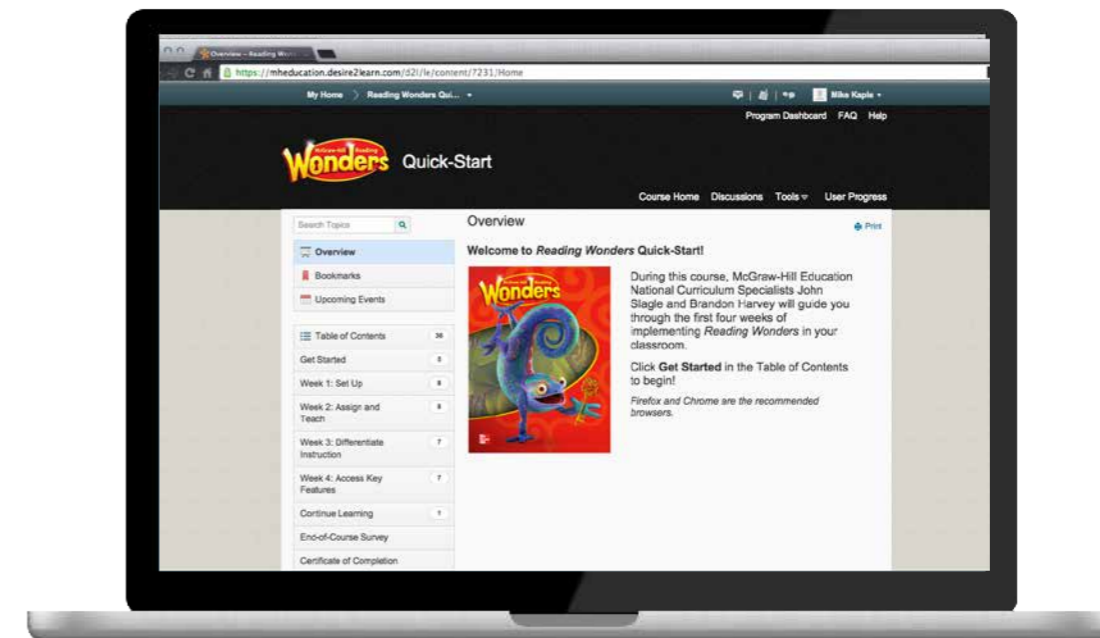 Overview - Reading Won
https://mheducation.desire2learn.com/d2l/le/content/7231/Home
My Home
Reading Wonders Qui...
Mike Kaple
Program Dashboard FAQ Help
McGraw-Hill Reading
Wonders
Quick-Start
Course Home Discussions Tools User Progress
Search Topics
Overview
Bookmarks
Upcoming Events
Table of Contents 36
Get Started
Week 1: Set Up 8
Week 2: Assign and
Teach
8
Week 3: Differentiate
Instruction
7
Week 4: Access Key
Features
7
Continue Learning 1
End-of-Course Survey
Certificate of Completion
Overview
Print
Welcome to Reading Wonders Quick-Start!
Wonders
During this course, McGraw-Hill Education
National Curriculum Specialists John
Slagle and Brandon Harvey will guide you
through the first four weeks of
implementing Reading Wonders in your
classroom.
Click Get Started in the Table of Contents
to begin!
Firefox and Chrome are the recommended
browsers.